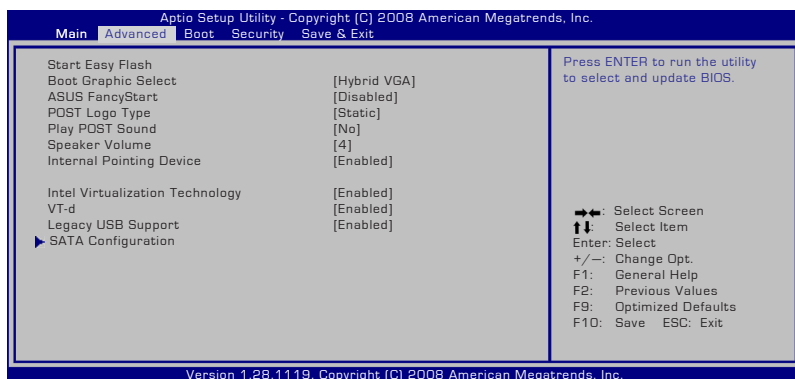 Aptio Setup Utility - Copyright (C) 2008 American Megatrends, Inc.
Main Advanced Boot Security Save & Exit
Start Easy Flash
Boot Graphic Select [Hybrid VGA]
ASUS FancyStart [Disabled]
POST Logo Type [Static]
Play POST Sound [No]
Speaker Volume [4]
Internal Pointing Device [Enabled]
Intel Virtualization Technology [Enabled]
VT-d [Enabled]
Legacy USB Support [Enabled]
SATA Configuration
Press ENTER to run the utility
to select and update BIOS.
→←: Select Screen
↑↓: Select Item
Enter: Select
+/—: Change Opt.
F1: General Help
F2: Previous Values
F9: Optimized Defaults
F10: Save ESC: Exit
Version 1.28.1119. Copyright (C) 2008 American Megatrends, Inc.